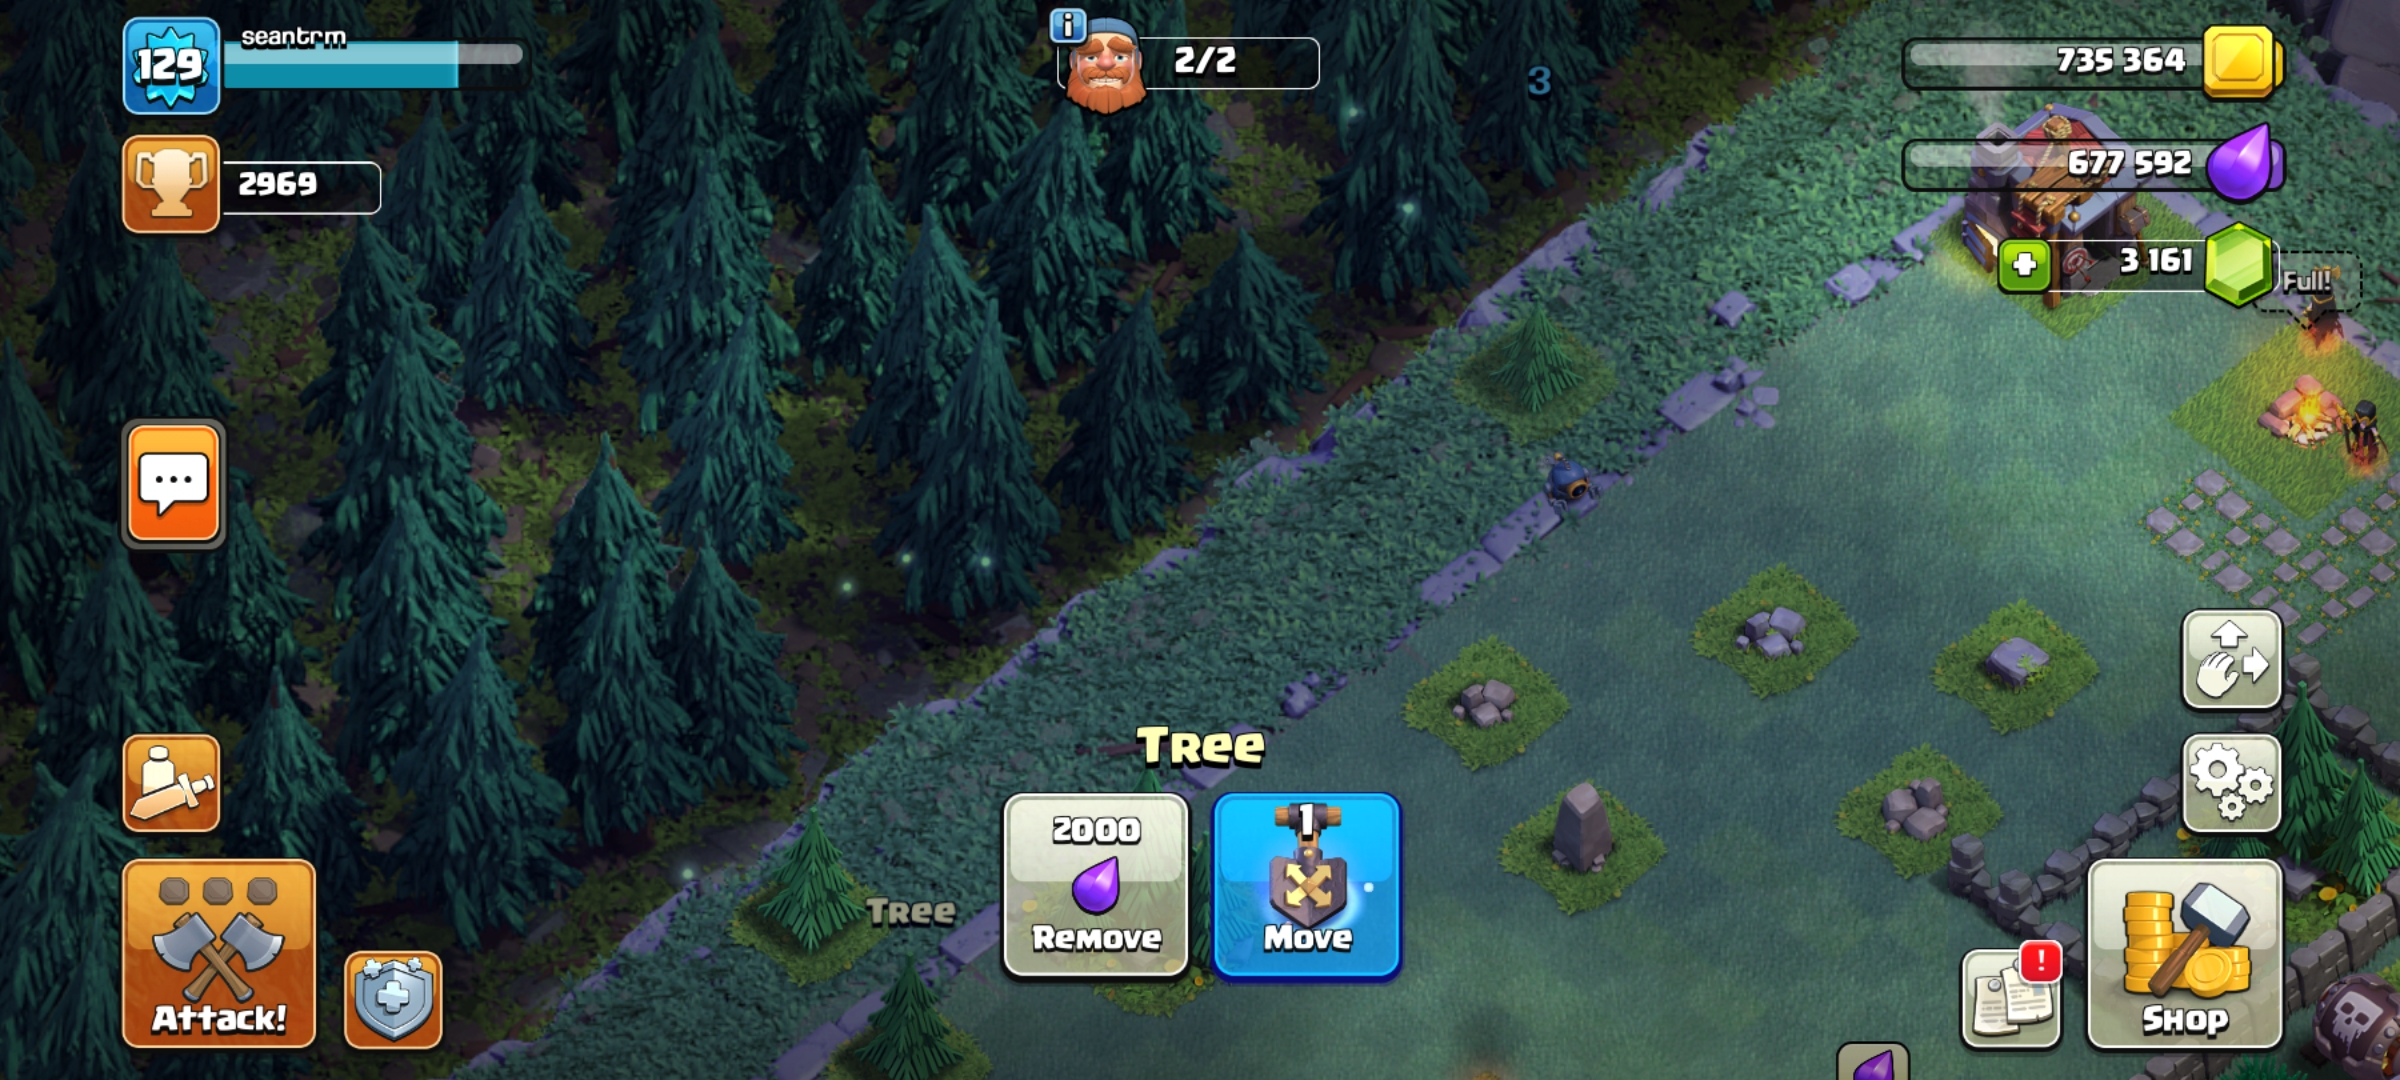 129
seantrm
i
2/2
3
735 364
2969
677 592
3 161
Full!
Tree
2000
1
Tree
Remove
Move
!
Attack!
Shop